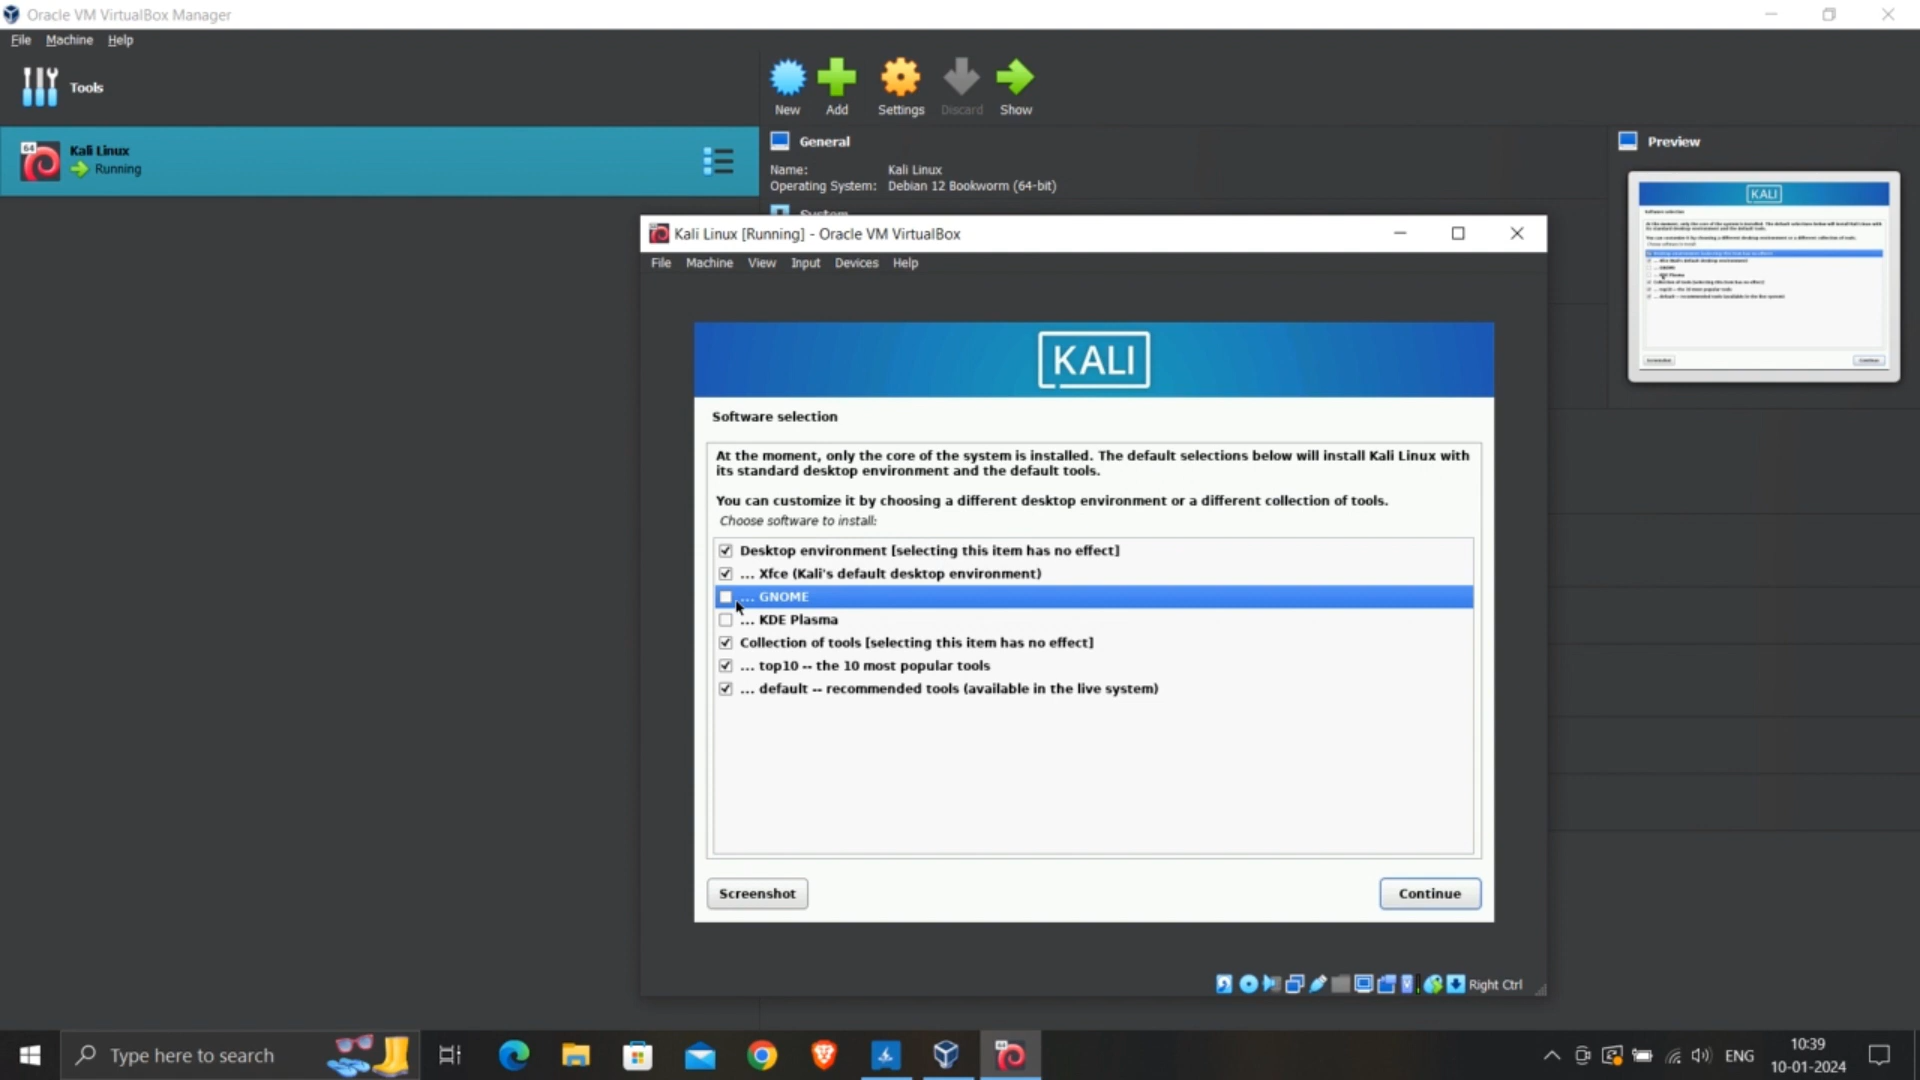 Oracle VM VirtualBox Manager
File Machine Help
Tools
New Add Settings Discard Show
64
Kali Linux
Running
General
Name: Kali Linux
Operating System: Debian 12 Bookworm (64-bit)
System
Preview
KALI
Software selection
Kali Linux [Running] - Oracle VM VirtualBox
File Machine View Input Devices Help
KALI
Software selection
At the moment, only the core of the system is installed. The default selections below will install Kali Linux with
its standard desktop environment and the default tools.
You can customize it by choosing a different desktop environment or a different collection of tools.
Choose software to install:
Desktop environment [selecting this item has no effect]
... Xfce (Kali's default desktop environment)
... GNOME
... KDE Plasma
Collection of tools [selecting this item has no effect]
... top10 -- the 10 most popular tools
... default -- recommended tools (available in the live system)
Screenshot
Continue
Right Ctrl
Type here to search
ENG
10:39
10-01-2024